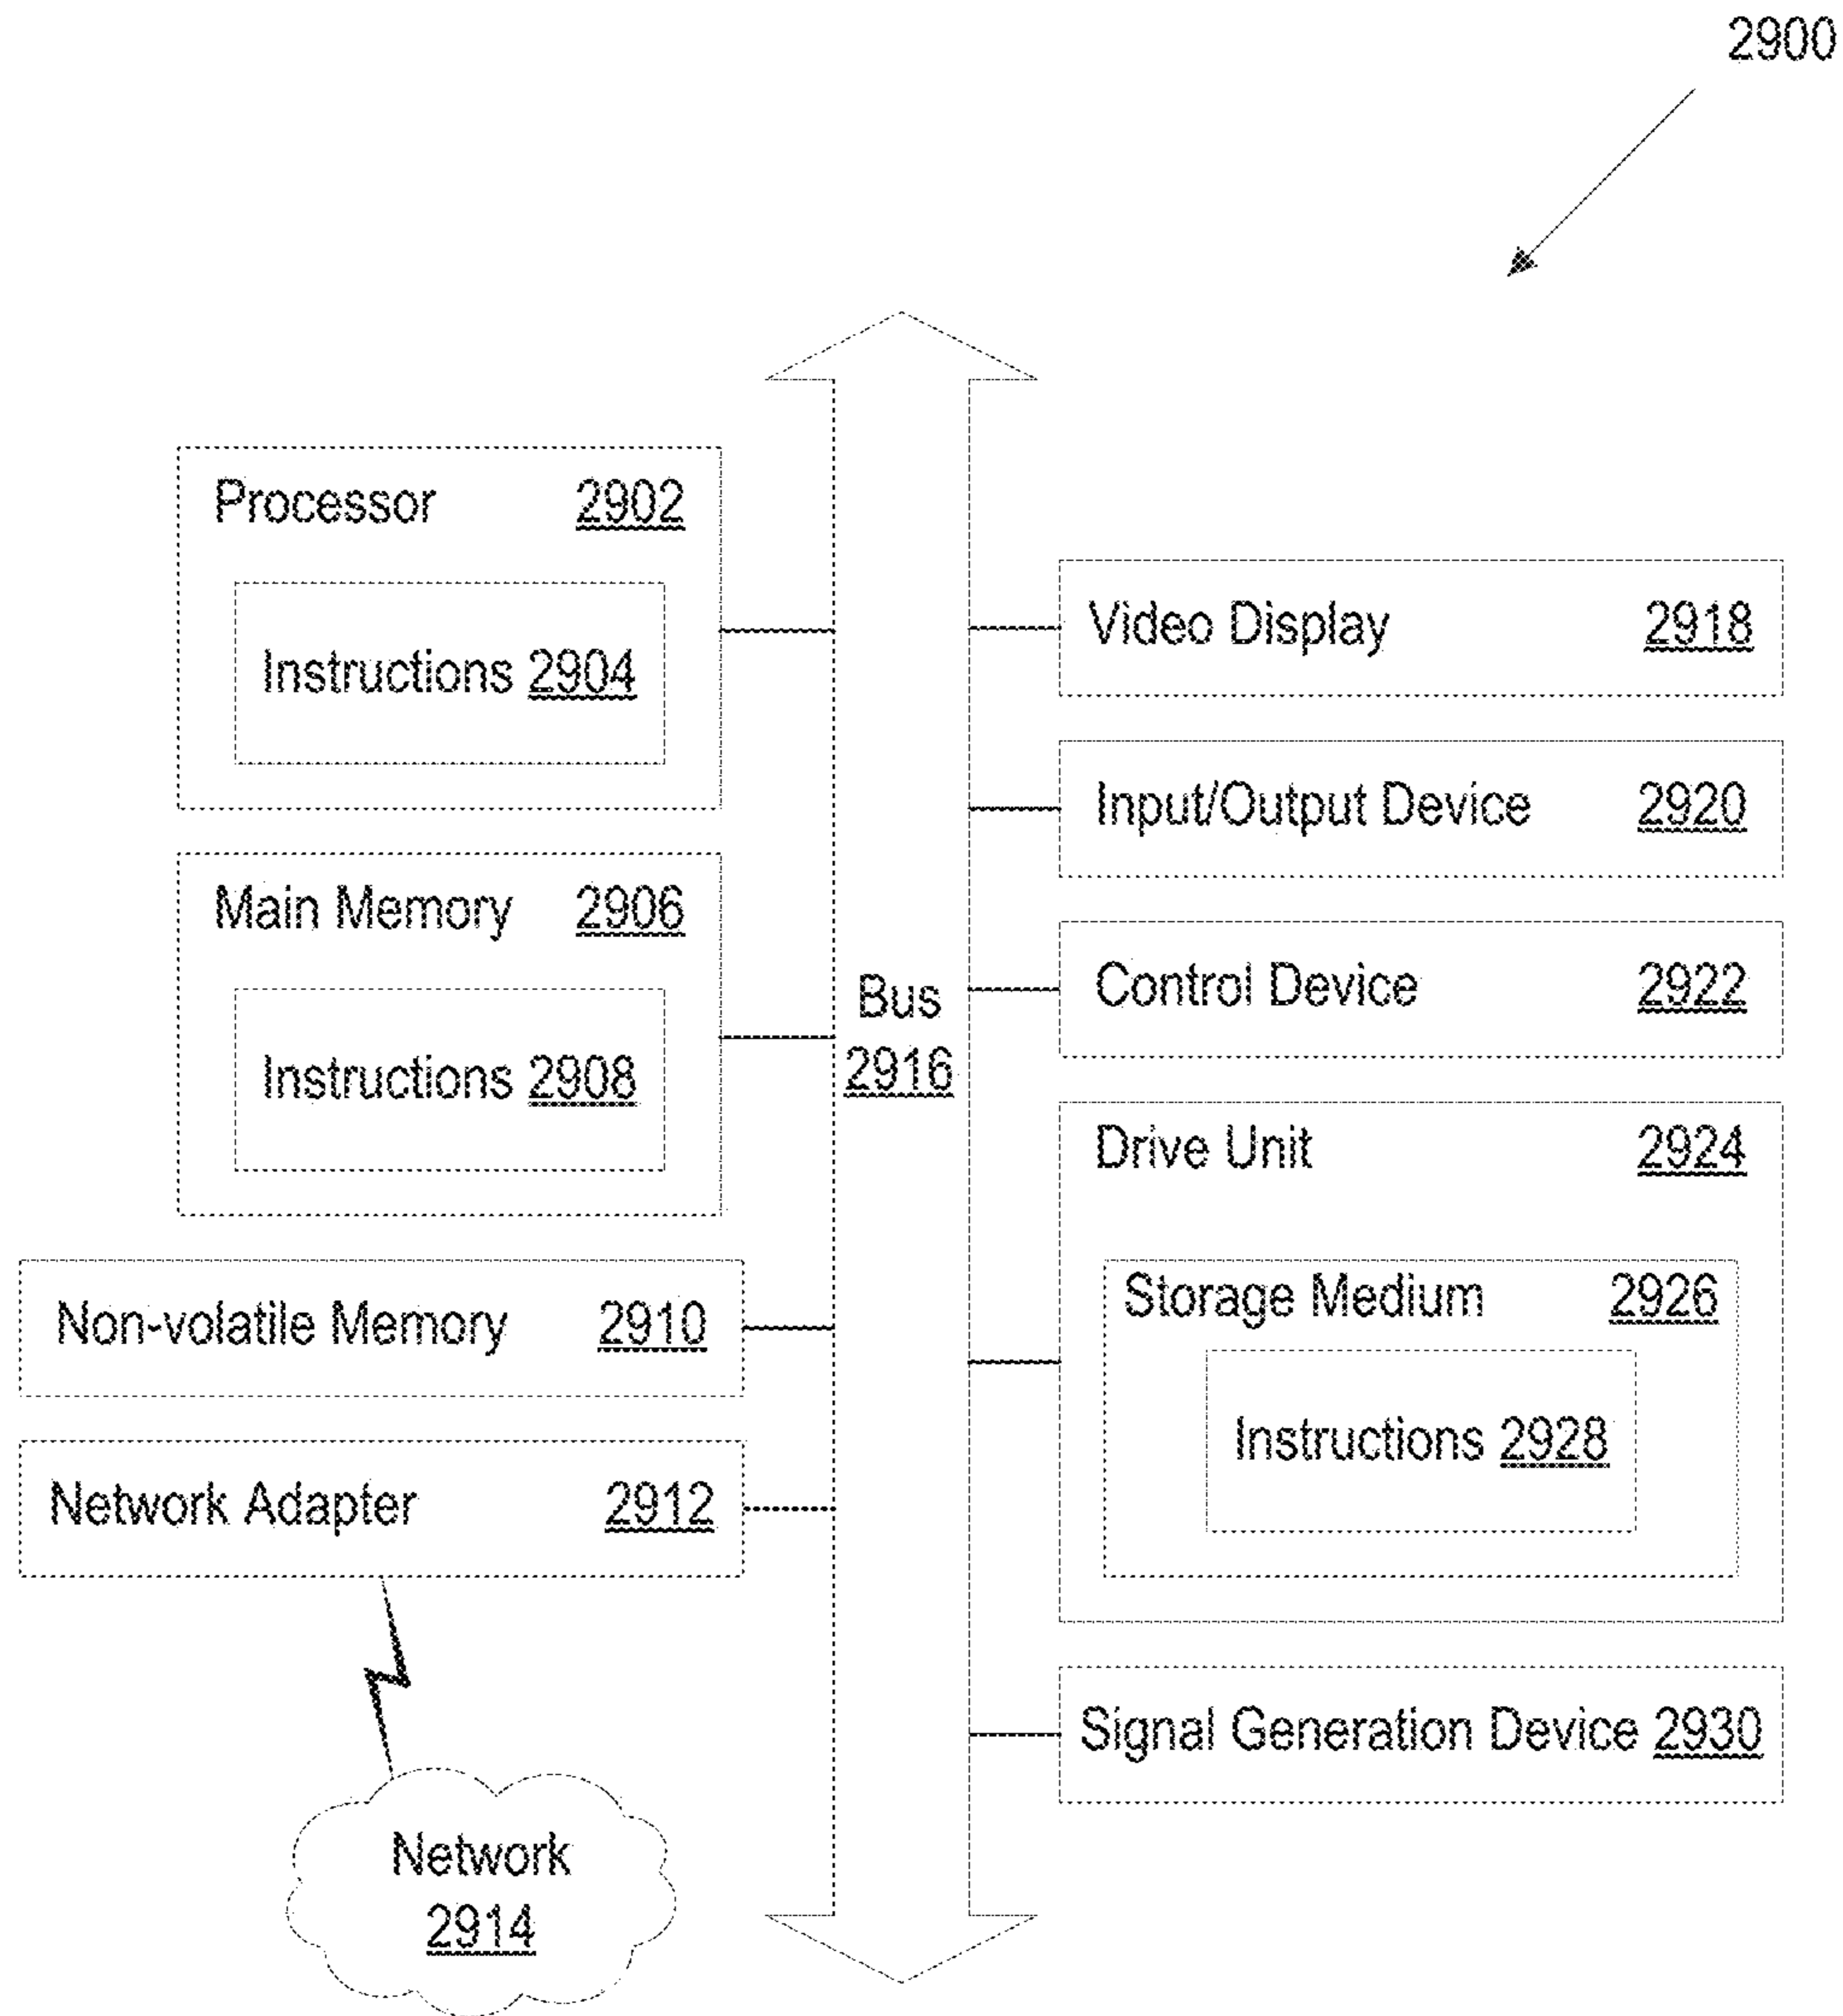 2900
Processor 2902
Instructions 2904
Main Memory 2906
Instructions 2908
Non-volatile Memory 2910
Network Adapter 2912
Network
2914
Bus
2916
Video Display 2918
Input/Output Device 2920
Control Device 2922
Drive Unit 2924
Storage Medium 2926
Instructions 2928
Signal Generation Device 2930